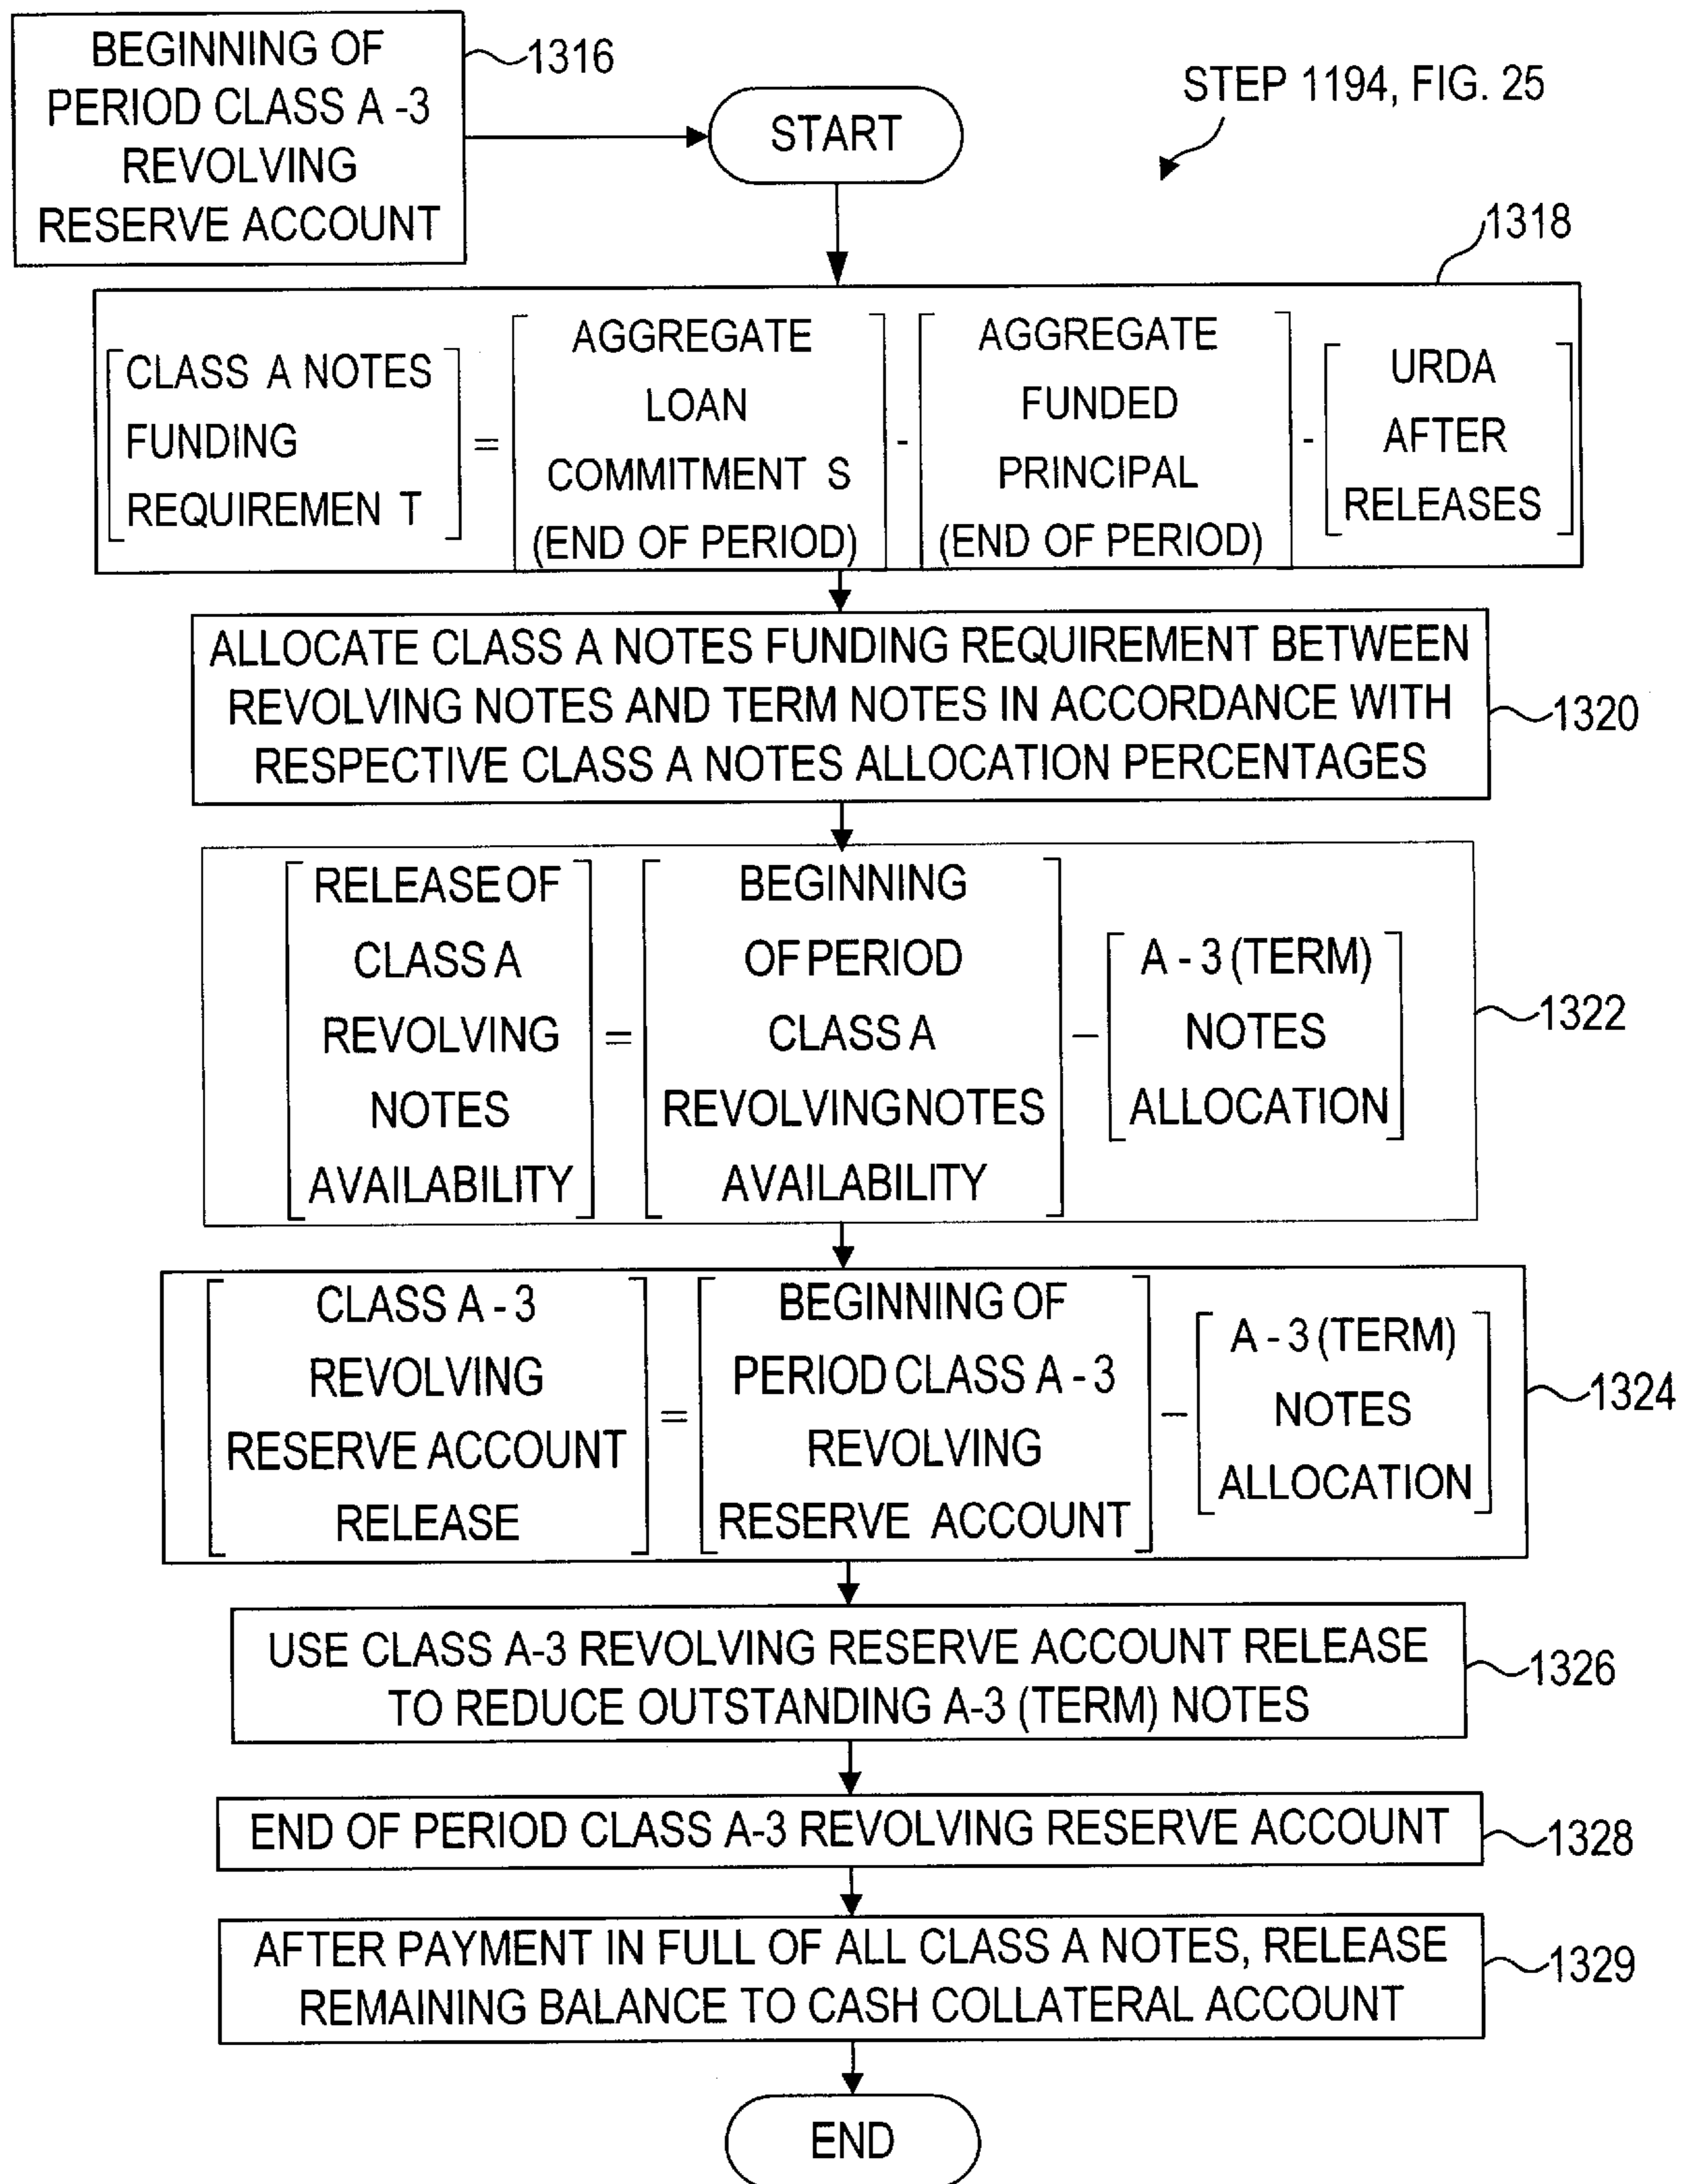 BEGINNING OF
PERIOD CLASS A -3
REVOLVING
RESERVE ACCOUNT
1316
START
STEP 1194, FIG. 25
1318
CLASS A NOTES
FUNDING
REQUIREMEN T
=
AGGREGATE
LOAN
COMMITMENT S
(END OF PERIOD)
-
AGGREGATE
FUNDED
PRINCIPAL
(END OF PERIOD)
-
URDA
AFTER
RELEASES
ALLOCATE CLASS A NOTES FUNDING REQUIREMENT BETWEEN
REVOLVING NOTES AND TERM NOTES IN ACCORDANCE WITH
RESPECTIVE CLASS A NOTES ALLOCATION PERCENTAGES
1320
RELEASE OF
CLASS A
REVOLVING
NOTES
AVAILABILITY
=
BEGINNING
OF PERIOD
CLASS A
REVOLVING NOTES
AVAILABILITY
-
A - 3 (TERM)
NOTES
ALLOCATION
1322
CLASS A - 3
REVOLVING
RESERVE ACCOUNT
RELEASE
=
BEGINNING OF
PERIOD CLASS A - 3
REVOLVING
RESERVE ACCOUNT
-
A - 3 (TERM)
NOTES
ALLOCATION
1324
USE CLASS A-3 REVOLVING RESERVE ACCOUNT RELEASE
TO REDUCE OUTSTANDING A-3 (TERM) NOTES
1326
END OF PERIOD CLASS A-3 REVOLVING RESERVE ACCOUNT
1328
AFTER PAYMENT IN FULL OF ALL CLASS A NOTES, RELEASE
REMAINING BALANCE TO CASH COLLATERAL ACCOUNT
1329
END